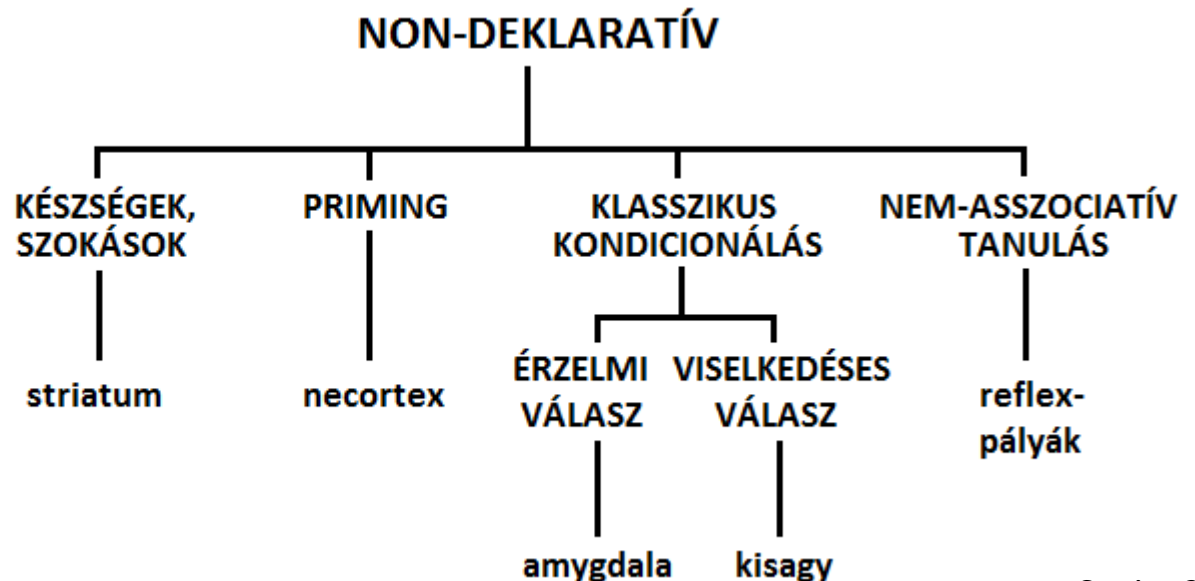 NON-DEKLARATÍV
KÉSZSÉGEK,
SZOKÁSOK
PRIMING
KLASSZIKUS
KONDICIONÁLÁS
NEM-ASSZOCIATÍV
TANULÁS
striatum
necortex
ÉRZELMI
VÁLASZ
VISELKEDÉSES
VÁLASZ
reflex-
pályák
amygdala
kisagy